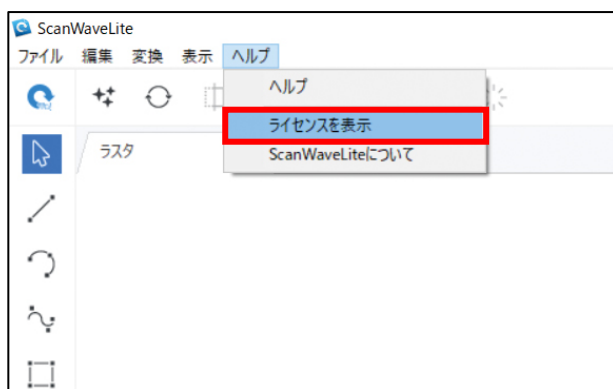 ScanWaveLite
ファイル 編集 変換 表示 ヘルプ
ヘルプ
ライセンスを表示
ScanWaveLiteについて
ラスタ